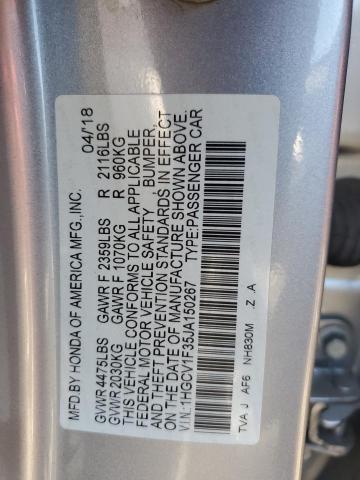 MFD.BY HONDA OF AMERICA MFG.,INC. 04/'18
GVWR 4475LBS GAWR F 2359LBS R 2116LBS
GVWR 2030KG GAWR F 1070KG R 960KG
THIS VEHICLE CONFORMS TO ALL APPLICABLE
FEDERAL MOTOR VEHICLE SAFETY, BUMPER,
AND THEFT PREVENTION STANDARDS IN EFFECT
ON THE DATE OF MANUFACTURE SHOWN ABOVE.
VIN:1HGCV1F35JA150267 TYPE:PASSENGER CAR
TVA J AF6 NH830M .Z .A